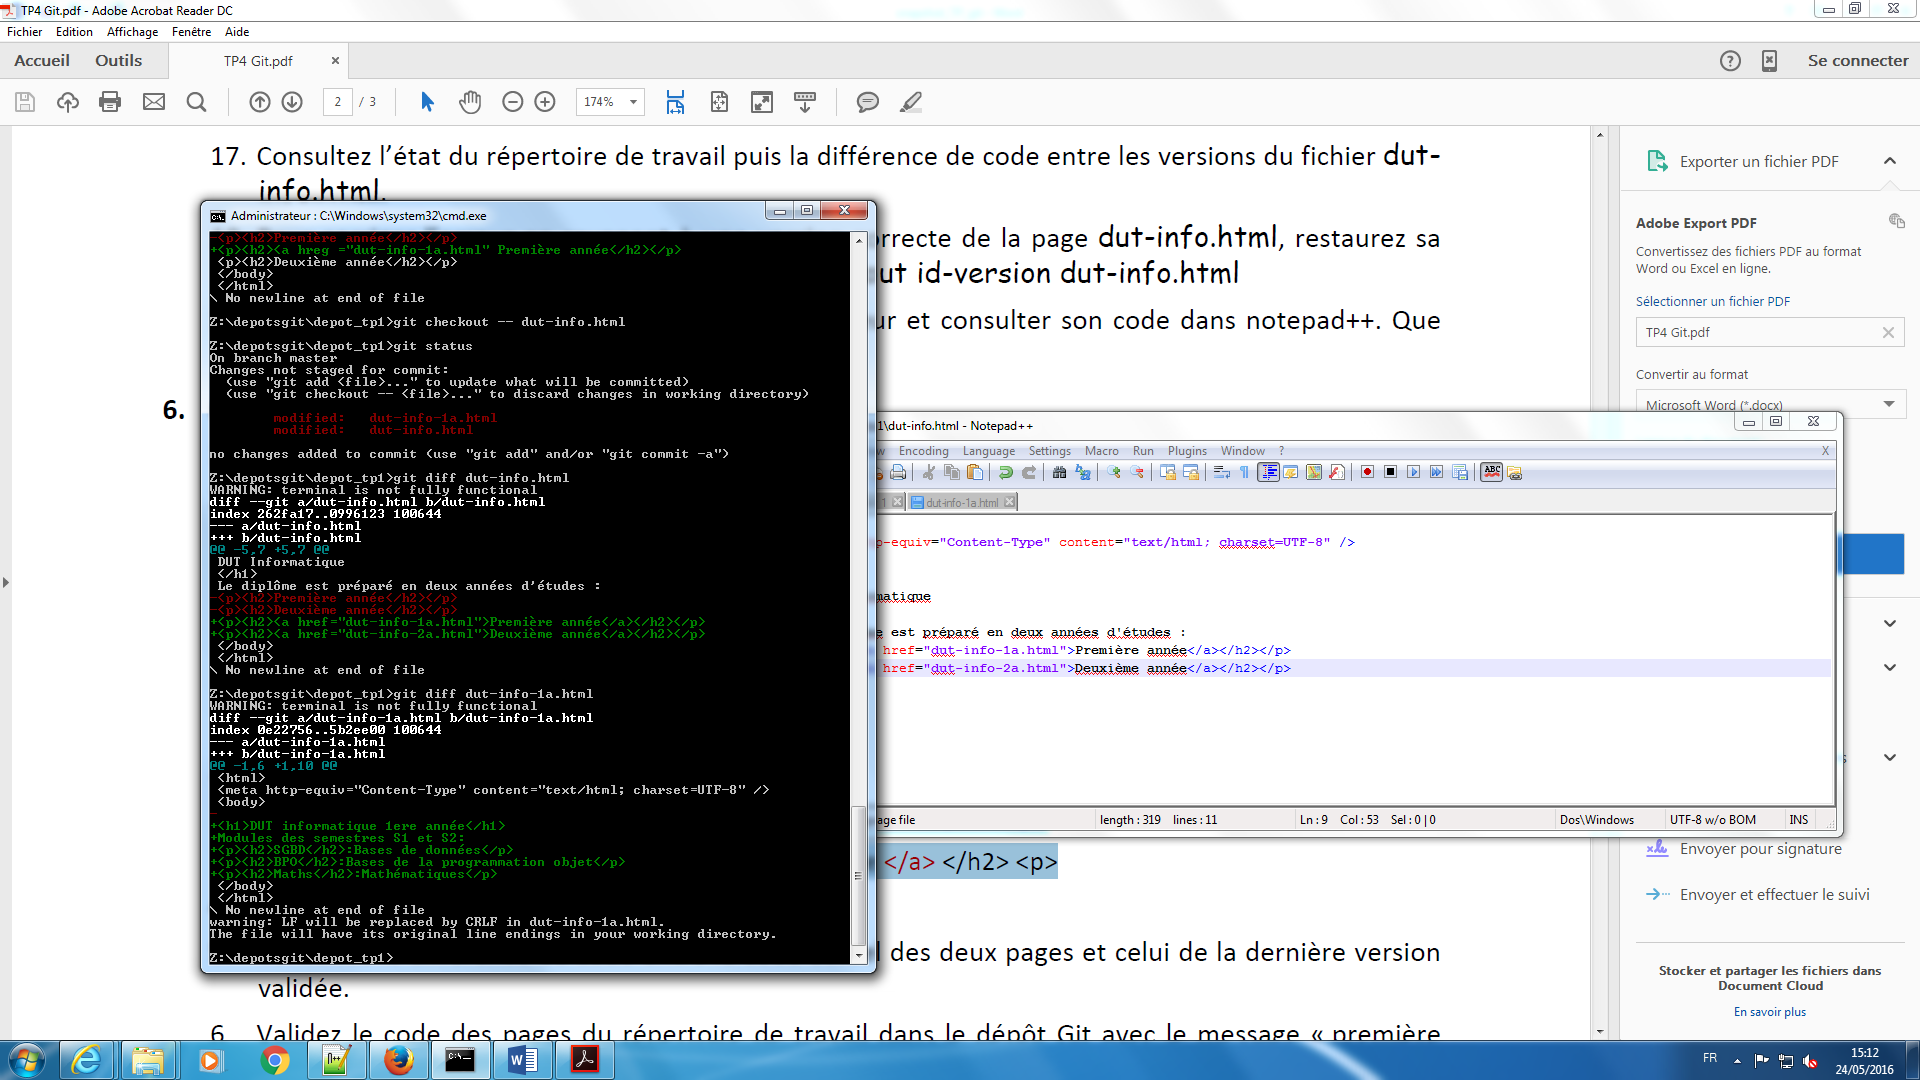 TP4 Git.pdf - Adobe Acrobat Reader DC
Fichier Edition Affichage Fenêtre Aide
Accueil Outils TP4 Git.pdf × Se connecter
2 / 3 174%
17. Consultez l'état du répertoire de travail puis la différence de code entre les versions du fichier dut-
info.html.
orrecte de la page dut-info.html, restaurez sa
ut id-version dut-info.html
ur et consulter son code dans notepad++. Que
6.
Administrateur : C:\Windows\system32\cmd.exe
-<p><h2>Première année</h2></p>
+<p><h2><a hreg ="dut-info-1a.html" Première année</h2></p>
<p><h2>Deuxième année</h2></p>
</body>
</html>
\ No newline at end of file
Z:\depotsgit\depot_tp1>git checkout -- dut-info.html
Z:\depotsgit\depot_tp1>git status
On branch master
Changes not staged for commit:
(use "git add <file>..." to update what will be committed)
(use "git checkout -- <file>..." to discard changes in working directory)
modified: dut-info-1a.html
modified: dut-info.html
no changes added to commit (use "git add" and/or "git commit -a")
Z:\depotsgit\depot_tp1>git diff dut-info.html
WARNING: terminal is not fully functional
diff --git a/dut-info.html b/dut-info.html
index 262fa17..0996123 100644
--- a/dut-info.html
+++ b/dut-info.html
@@ -5,7 +5,7 @@
DUT Informatique
</h1>
Le diplôme est préparé en deux années d'études :
-<p><h2>Première année</h2></p>
-<p><h2>Deuxième année</h2></p>
+<p><h2><a href="dut-info-1a.html">Première année</a></h2></p>
+<p><h2><a href="dut-info-2a.html">Deuxième année</a></h2></p>
</body>
</html>
\ No newline at end of file
Z:\depotsgit\depot_tp1>git diff dut-info-1a.html
WARNING: terminal is not fully functional
diff --git a/dut-info-1a.html b/dut-info-1a.html
index 0e22756..5b2ee00 100644
--- a/dut-info-1a.html
+++ b/dut-info-1a.html
@@ -1,6 +1,10 @@
<html>
<meta http-equiv="Content-Type" content="text/html; charset=UTF-8" />
<body>
-
+<h1>DUT informatique 1ere année</h1>
+Modules des semestres S1 et S2:
+<p><h2>SGBD</h2>:Bases de données</p>
+<p><h2>BPO</h2>:Bases de la programmation objet</p>
+<p><h2>Maths</h2>:Mathématiques</p>
</body>
</html>
\ No newline at end of file
warning: LF will be replaced by CRLF in dut-info-1a.html.
The file will have its original line endings in your working directory.
Z:\depotsgit\depot_tp1>
1\dut-info.html - Notepad++
w Encoding Language Settings Macro Run Plugins Window ? X
1 dut-info-1a.html
p-equiv="Content-Type" content="text/html; charset=UTF-8" />
matique
e est préparé en deux années d'études :
href="dut-info-1a.html">Première année</a></h2></p>
href="dut-info-2a.html">Deuxième année</a></h2></p>
age file length : 319 lines : 11 Ln : 9 Col : 53 Sel : 0 | 0 Dos\Windows UTF-8 w/o BOM INS
</a> </h2> <p>
l des deux pages et celui de la dernière version
validée.
6. Validez le code des pages du répertoire de travail dans le dépôt Git avec le message « première
Exporter un fichier PDF
Adobe Export PDF
Convertissez des fichiers PDF au format
Word ou Excel en ligne.
Sélectionner un fichier PDF
TP4 Git.pdf
Convertir au format
Microsoft Word (*.docx)
Envoyer pour signature
Envoyer et effectuer le suivi
Stocker et partager les fichiers dans
Document Cloud
En savoir plus
FR
15:12
24/05/2016